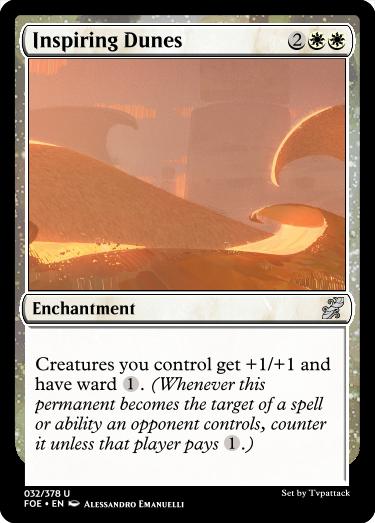 Inspiring Dunes 2
Enchantment
Creatures you control get +1/+1 and
have ward 1. (Whenever this
permanent becomes the target of a spell
or ability an opponent controls, counter
it unless that player pays 1.)
032/378 U
FOE • EN Alessandro Emanuelli
Set by Tvpattack